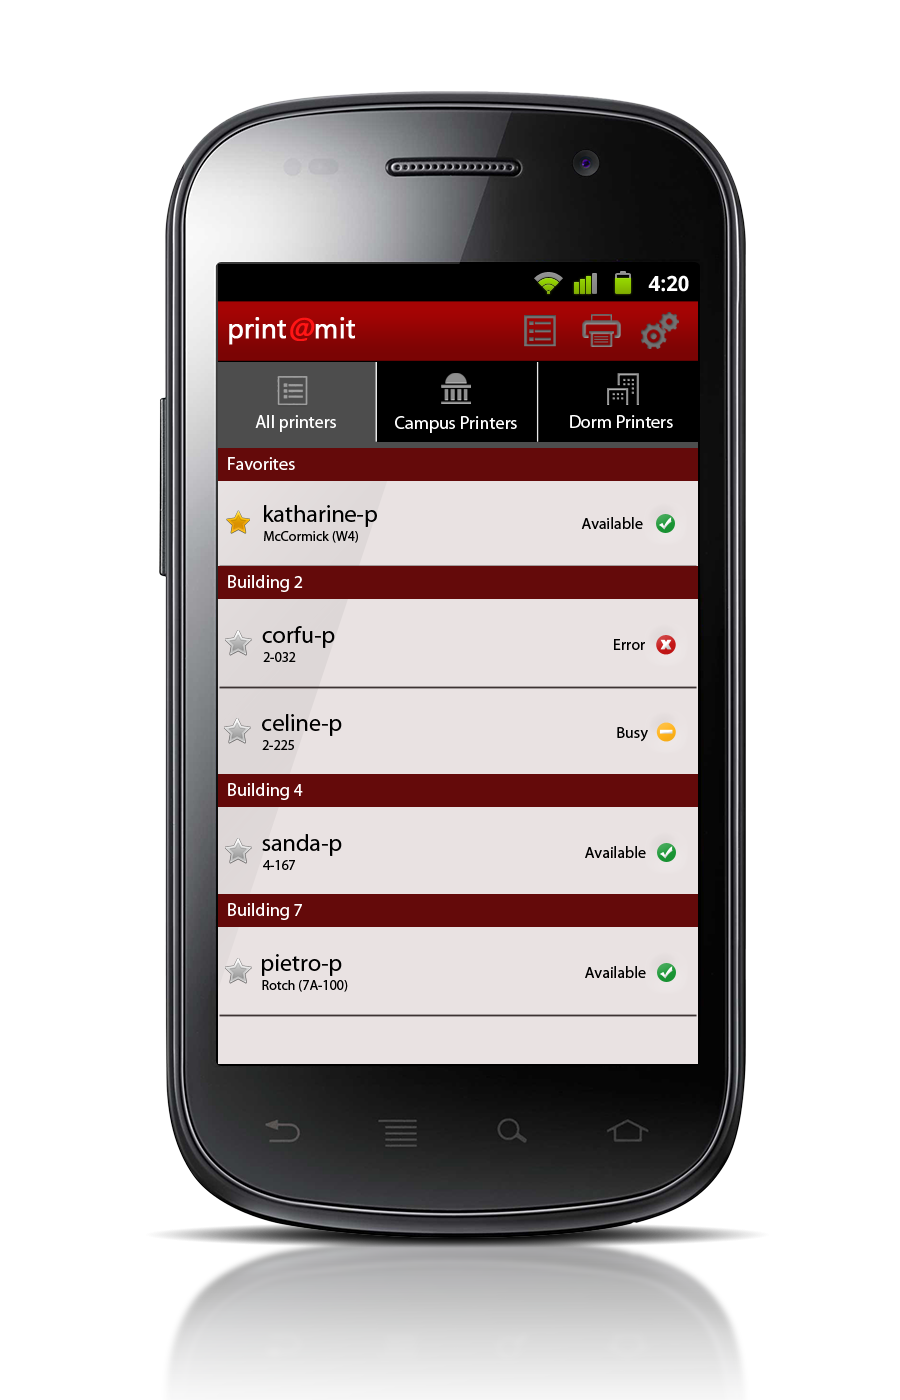 4:20
print@mit
All printers
Campus Printers
Dorm Printers
Favorites
katharine-p
McCormick (W4)
Available
Building 2
corfu-p
2-032
Error
celine-p
2-225
Busy
Building 4
sanda-p
4-167
Available
Building 7
pietro-p
Rotch (7A-100)
Available